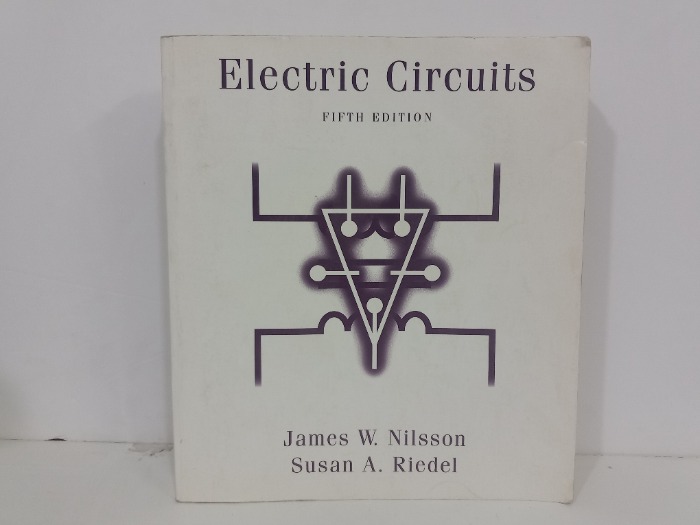 Electric Circuits
FIFTH EDITION
James W. Nilsson
Susan A. Riedel